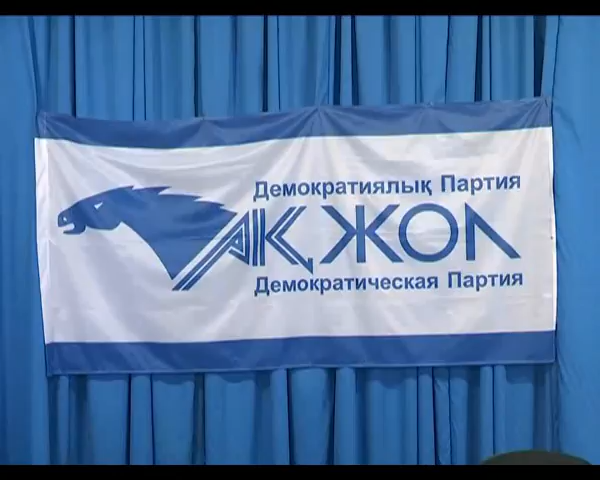 Демократиялық Партия
АҚ ЖОЛ
Демократическая Партия